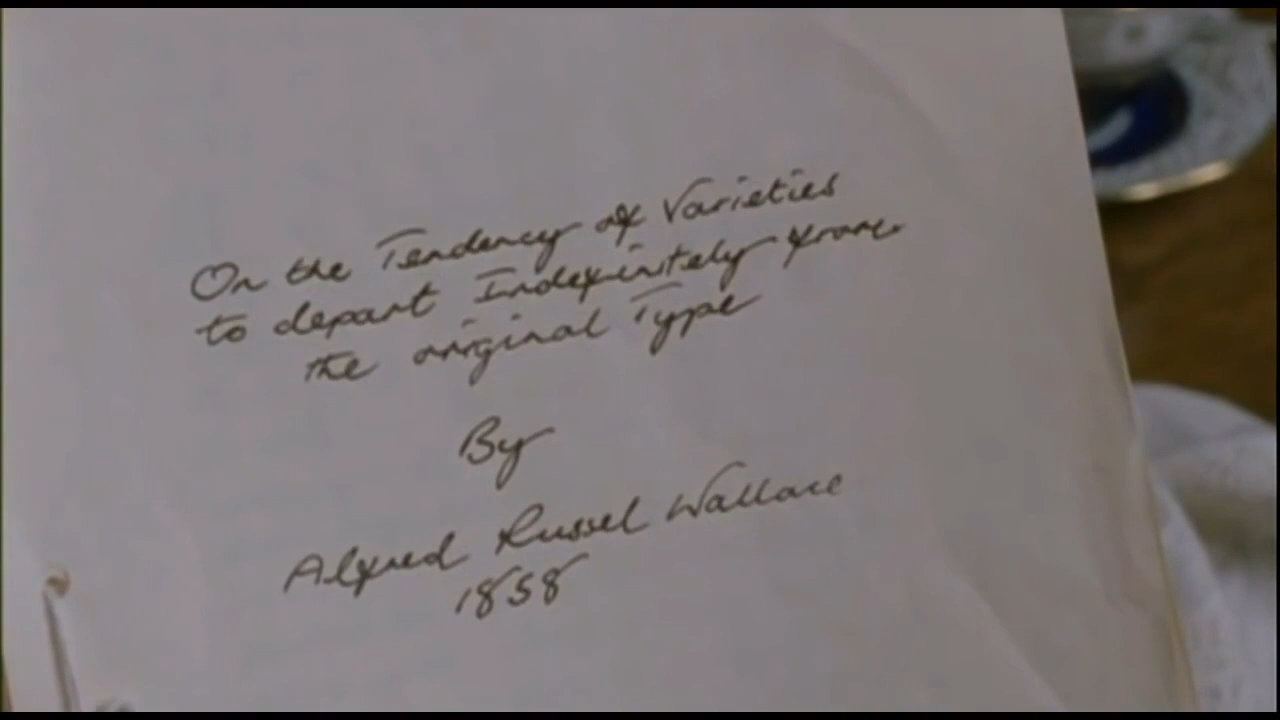 On the Tendency of Varieties
to depart Indefinitely from
the original Type
By
Alfred Russel Wallace
1858